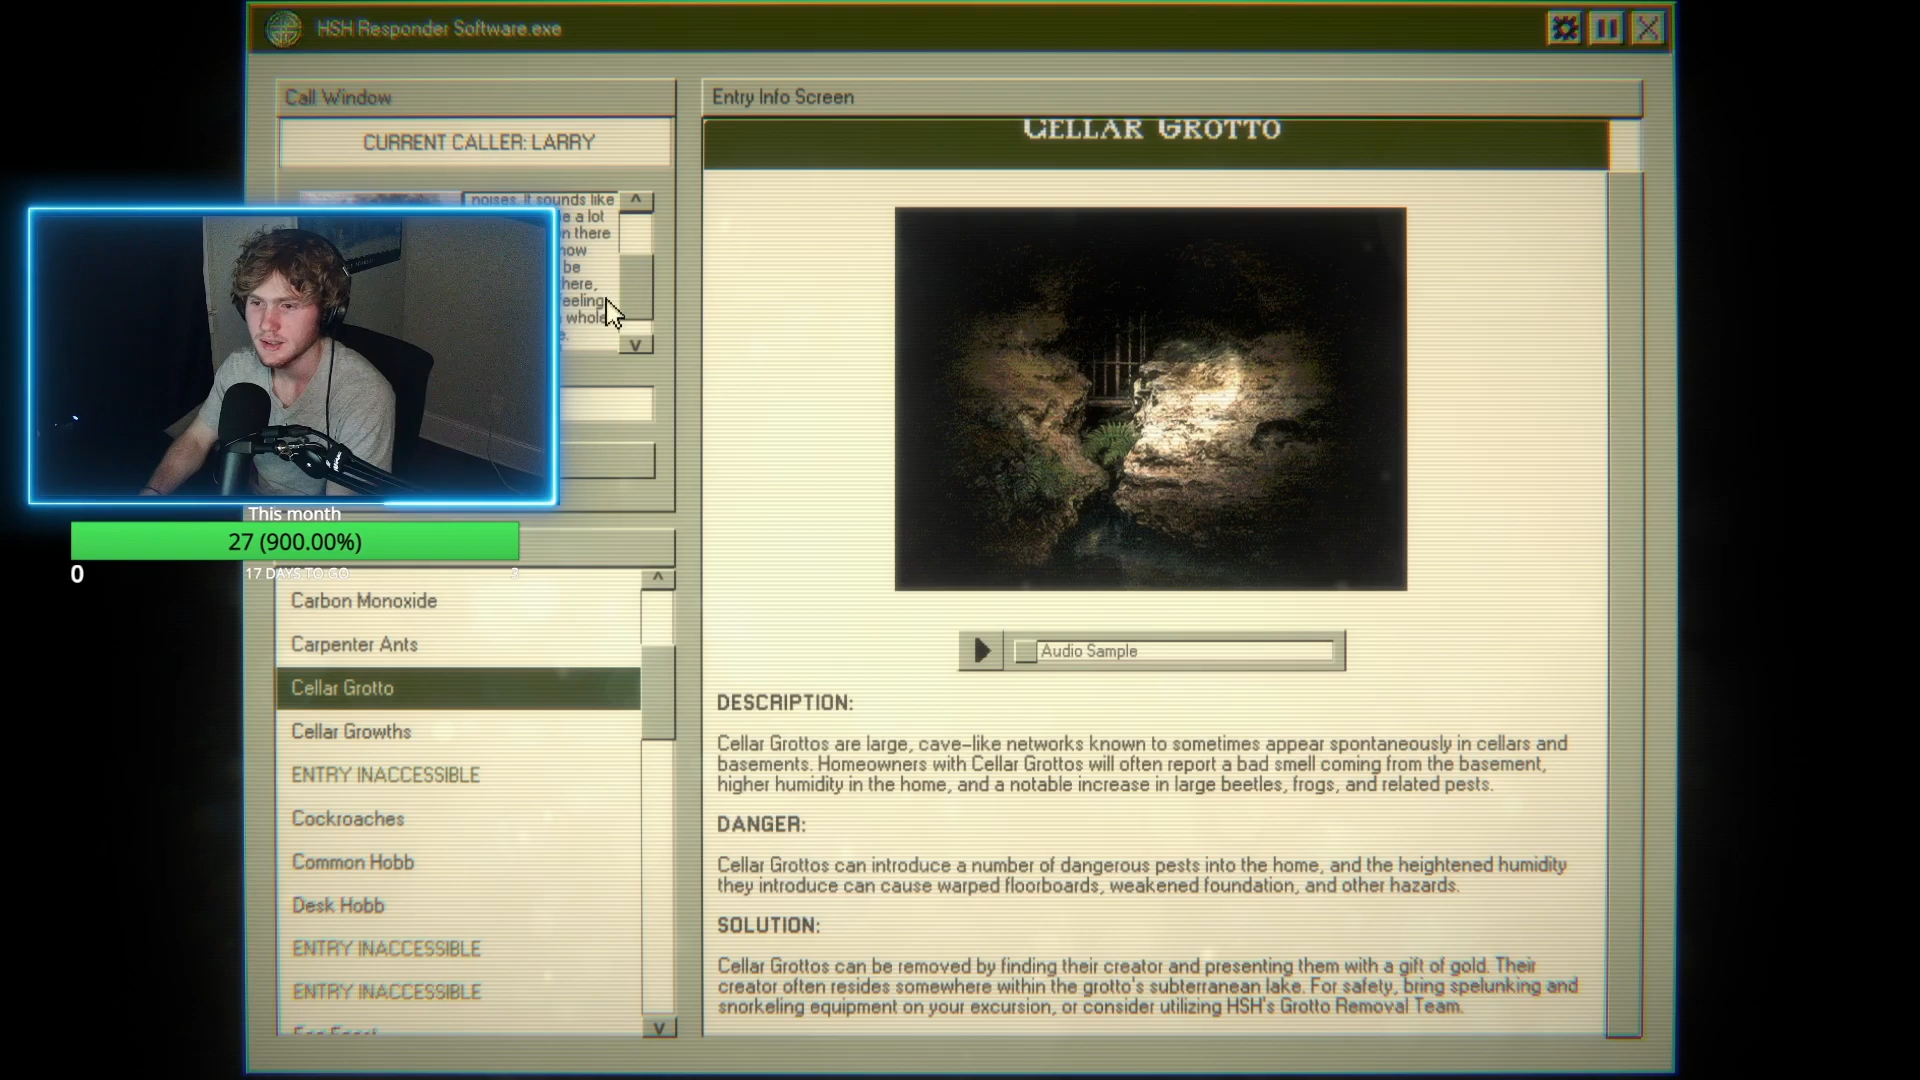 HSH Responder Software.exe
Call Window
CURRENT CALLER: LARRY
noises. It sounds like
a lot
there
be
here,
feeling
whole
This month
27 (900.00%)
0
17 DAYS TO GO
3
Carbon Monoxide
Carpenter Ants
Cellar Grotto
Cellar Growths
ENTRY INACCESSIBLE
Cockroaches
Common Hobb
Desk Hobb
ENTRY INACCESSIBLE
ENTRY INACCESSIBLE
Entry Info Screen
CELLAR GROTTO
Audio Sample
DESCRIPTION:
Cellar Grottos are large, cave-like networks known to sometimes appear spontaneously in cellars and
basements. Homeowners with Cellar Grottos will often report a bad smell coming from the basement,
higher humidity in the home, and a notable increase in large beetles, frogs, and related pests.
DANGER:
Cellar Grottos can introduce a number of dangerous pests into the home, and the heightened humidity
they introduce can cause warped floorboards, weakened foundation, and other hazards.
SOLUTION:
Cellar Grottos can be removed by finding their creator and presenting them with a gift of gold. Their
creator often resides somewhere within the grotto's subterranean lake. For safety, bring spelunking and
snorkeling equipment on your excursion, or consider utilizing HSH's Grotto Removal Team.